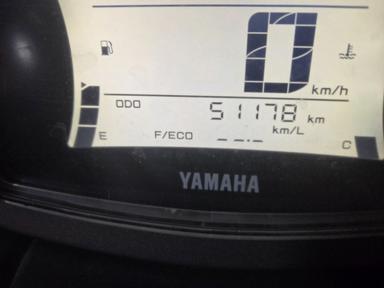 0 km/h
ODO 51178 km
F/ECO --.- km/L
E C
YAMAHA